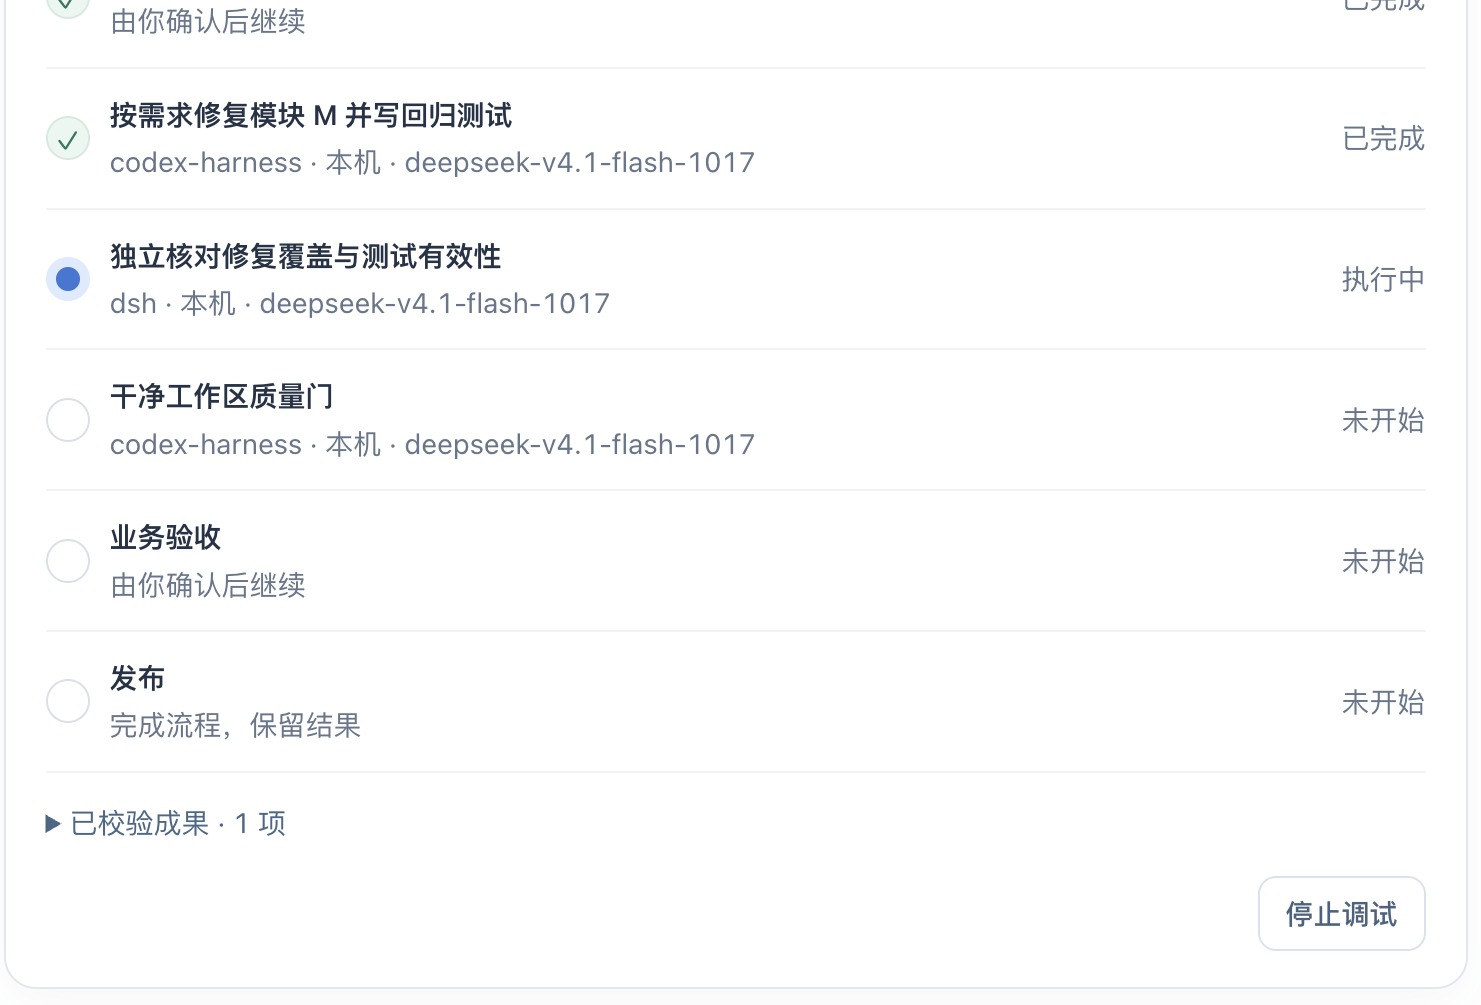 由你确认后继续
已完成
按需求修复模块 M 并写回归测试
codex-harness · 本机 · deepseek-v4.1-flash-1017
已完成
独立核对修复覆盖与测试有效性
dsh · 本机 · deepseek-v4.1-flash-1017
执行中
干净工作区质量门
codex-harness · 本机 · deepseek-v4.1-flash-1017
未开始
业务验收
由你确认后继续
未开始
发布
完成流程，保留结果
未开始
▶ 已校验成果 · 1 项
停止调试